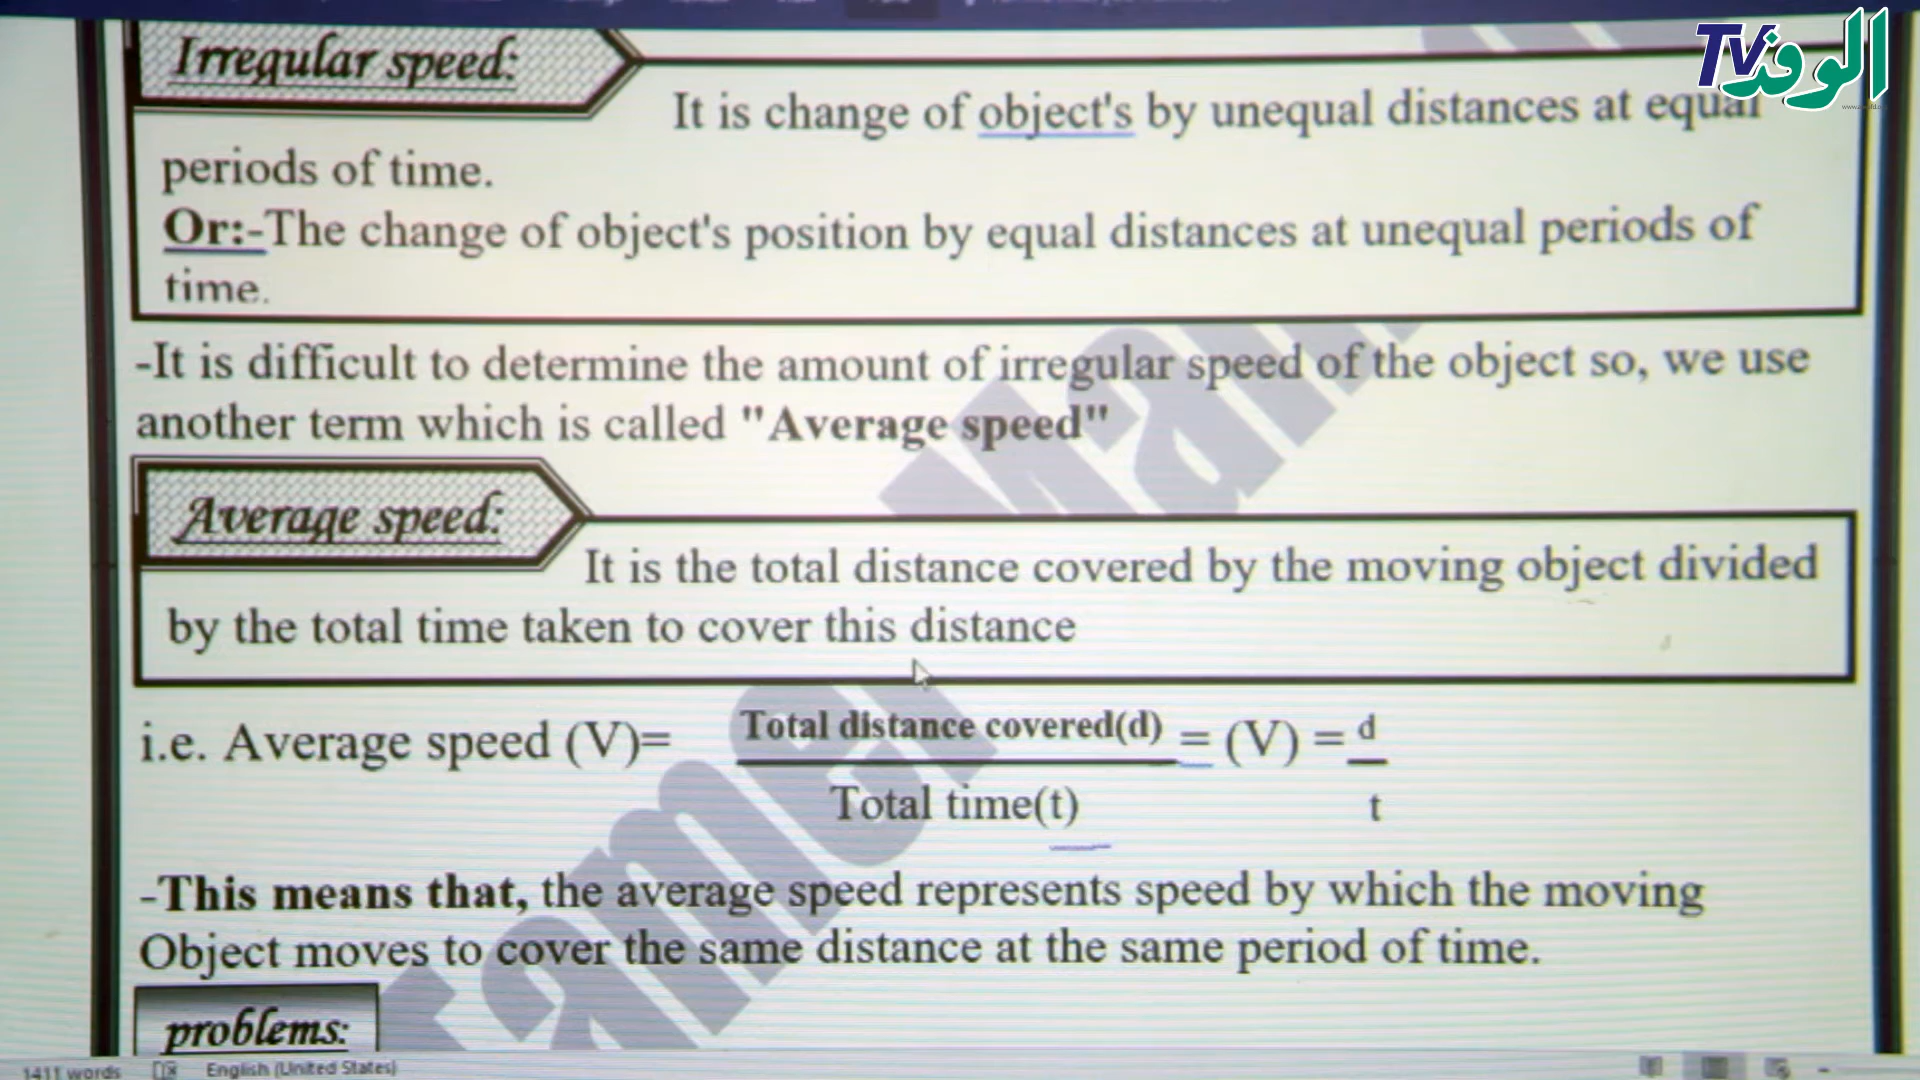 TV الوفد
Irregular speed:
It is change of object's by unequal distances at equal
periods of time.
Or:-The change of object's position by equal distances at unequal periods of
time.
-It is difficult to determine the amount of irregular speed of the object so, we use
another term which is called "Average speed"
Average speed:
It is the total distance covered by the moving object divided
by the total time taken to cover this distance
i.e. Average speed (V)= Total distance covered(d) = (V) = d
Total time(t) t
-This means that, the average speed represents speed by which the moving
Object moves to cover the same distance at the same period of time.
problems:
1411 words English (United States)
Tamer